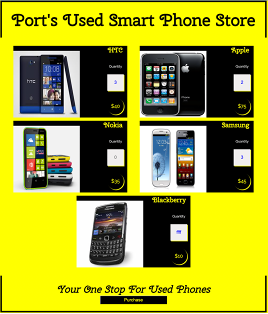 Port's Used Smart Phone Store
HTC
Quantity
3
$40
Apple
Quantity
2
$75
Nokia
Quantity
0
$35
Samsung
Quantity
3
$45
Blackberry
Quantity
$10
Your One Stop For Used Phones
Purchase